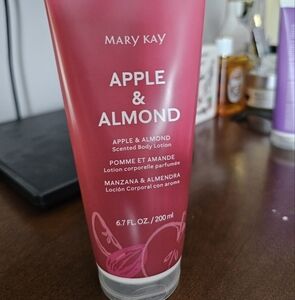 MARY KAY
APPLE
&
ALMOND
APPLE & ALMOND
Scented Body Lotion
POMME ET AMANDE
Lotion corporelle parfumée
MANZANA & ALMENDRA
Loción Corporal con aroma
6.7 FL. OZ. / 200 ml